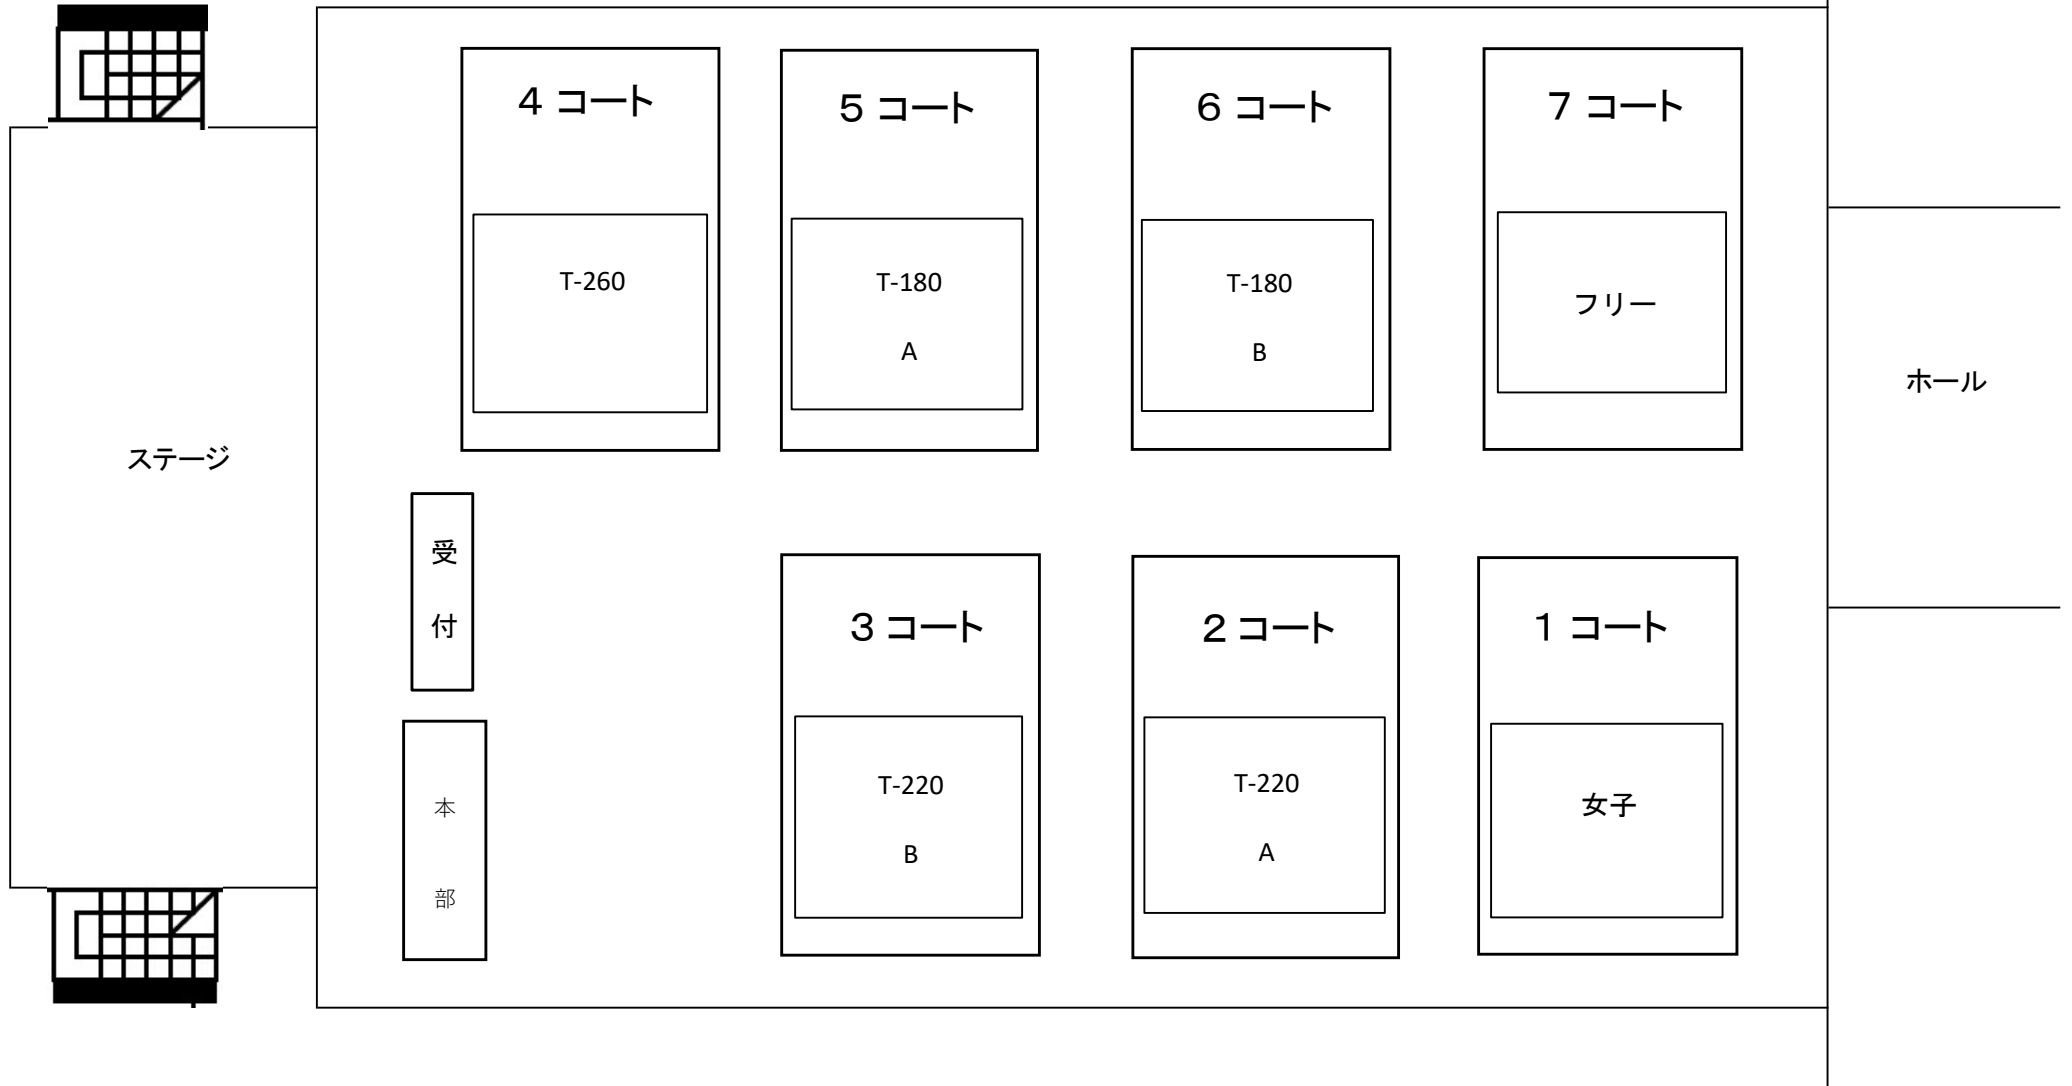 ４ コート
５ コート
６ コート
７ コート
T-260
T-180
A
T-180
B
フリー
ホール
ステージ
受
付
３ コート
２ コート
１ コート
T-220
B
T-220
A
女子
本
部